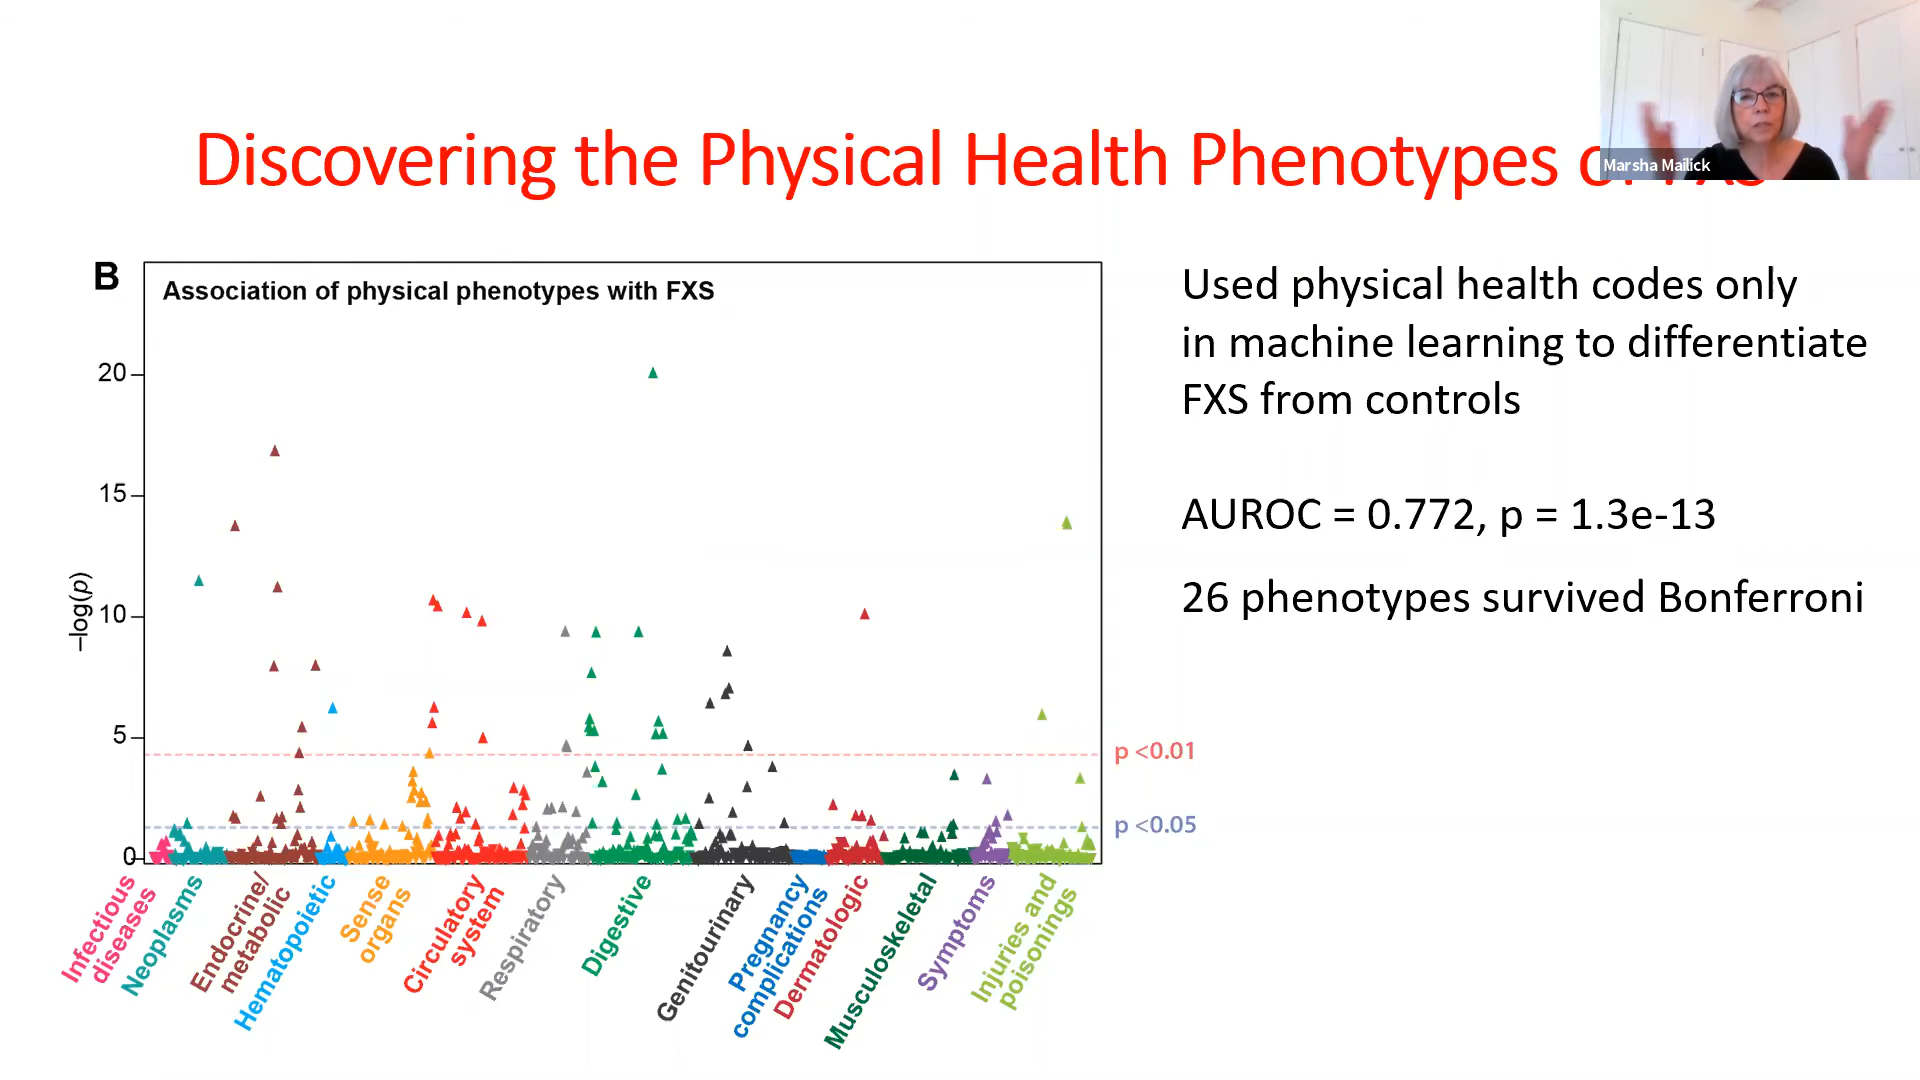 Discovering the Physical Health Phenotypes of FXS
Marsha Mailick
B
Association of physical phenotypes with FXS
20
15
10
5
0
–log(p)
p <0.01
p <0.05
Infectious
diseases
Neoplasms
Endocrine/
metabolic
Hematopoietic
Sense
organs
Circulatory
system
Respiratory
Digestive
Genitourinary
Pregnancy
complications
Dermatologic
Musculoskeletal
Symptoms
Injuries and
poisonings
Used physical health codes only
in machine learning to differentiate
FXS from controls
AUROC = 0.772, p = 1.3e-13
26 phenotypes survived Bonferroni